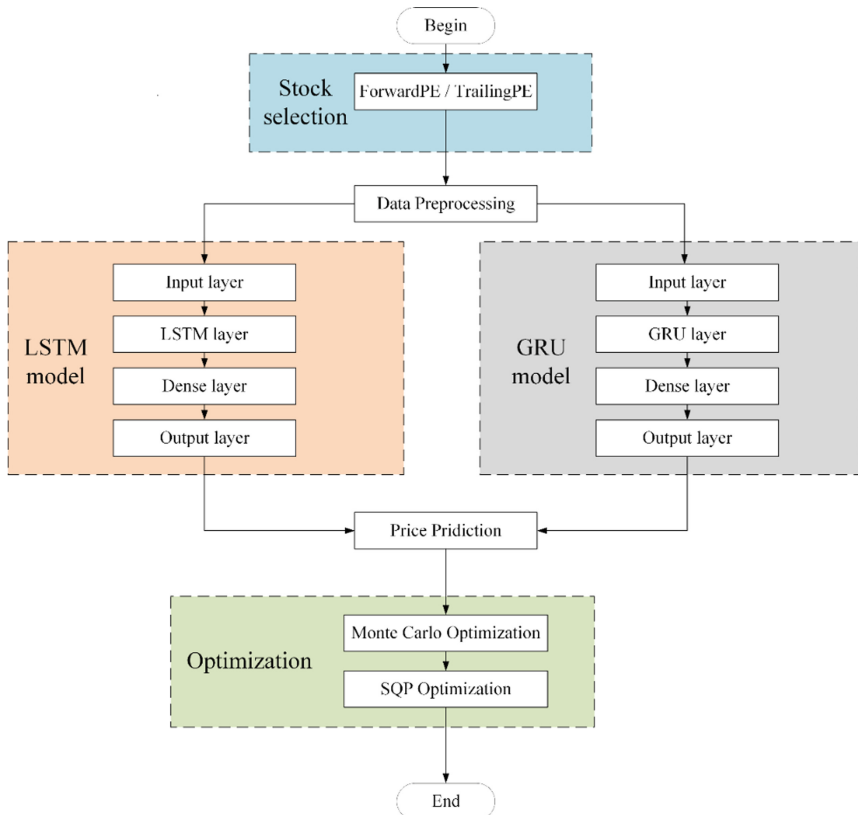 Begin
Stock
selection
ForwardPE / TrailingPE
Data Preprocessing
LSTM
model
Input layer
LSTM layer
Dense layer
Output layer
GRU
model
Input layer
GRU layer
Dense layer
Output layer
Price Pridiction
Optimization
Monte Carlo Optimization
SQP Optimization
End